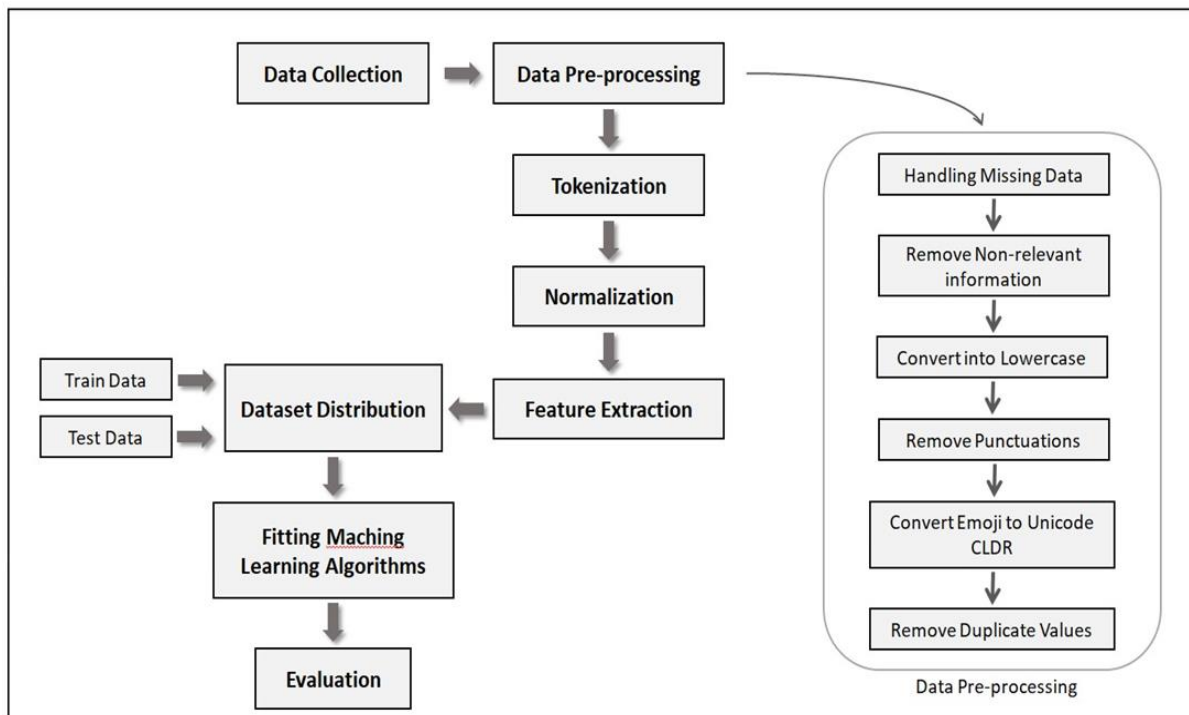 Data Collection
Data Pre-processing
Tokenization
Normalization
Feature Extraction
Train Data
Test Data
Dataset Distribution
Fitting Maching
Learning Algorithms
Evaluation
Handling Missing Data
Remove Non-relevant
information
Convert into Lowercase
Remove Punctuations
Convert Emoji to Unicode
CLDR
Remove Duplicate Values
Data Pre-processing